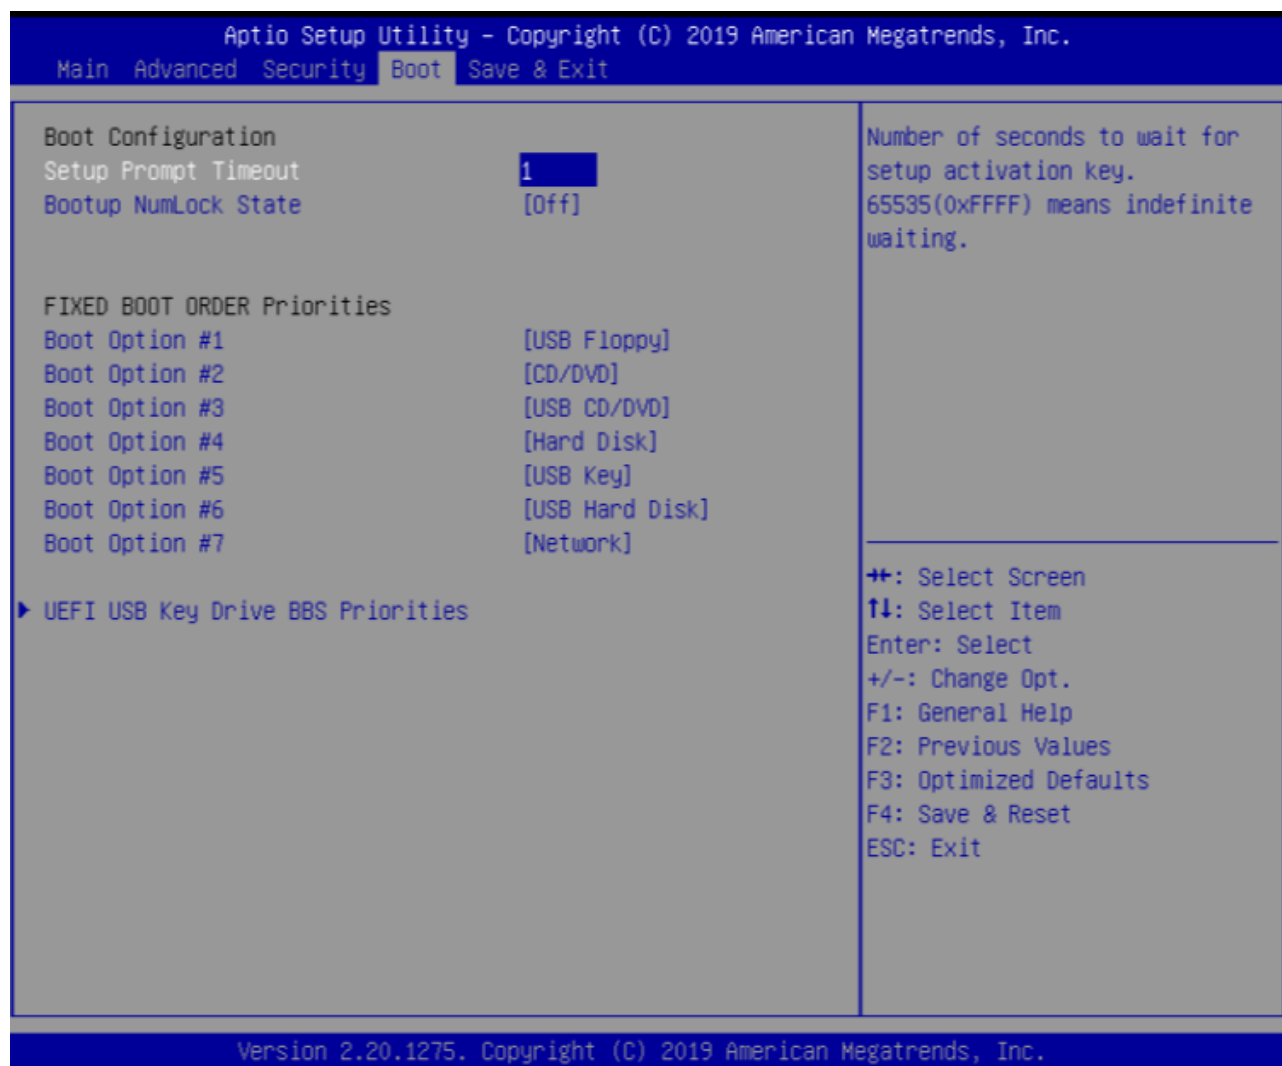 Aptio Setup Utility – Copyright (C) 2019 American Megatrends, Inc.
Main Advanced Security Boot Save & Exit
Boot Configuration
Setup Prompt Timeout 1
Bootup NumLock State [Off]
FIXED BOOT ORDER Priorities
Boot Option #1 [USB Floppy]
Boot Option #2 [CD/DVD]
Boot Option #3 [USB CD/DVD]
Boot Option #4 [Hard Disk]
Boot Option #5 [USB Key]
Boot Option #6 [USB Hard Disk]
Boot Option #7 [Network]
UEFI USB Key Drive BBS Priorities
Number of seconds to wait for
setup activation key.
65535(0xFFFF) means indefinite
waiting.
→←: Select Screen
↑↓: Select Item
Enter: Select
+/-: Change Opt.
F1: General Help
F2: Previous Values
F3: Optimized Defaults
F4: Save & Reset
ESC: Exit
Version 2.20.1275. Copyright (C) 2019 American Megatrends, Inc.